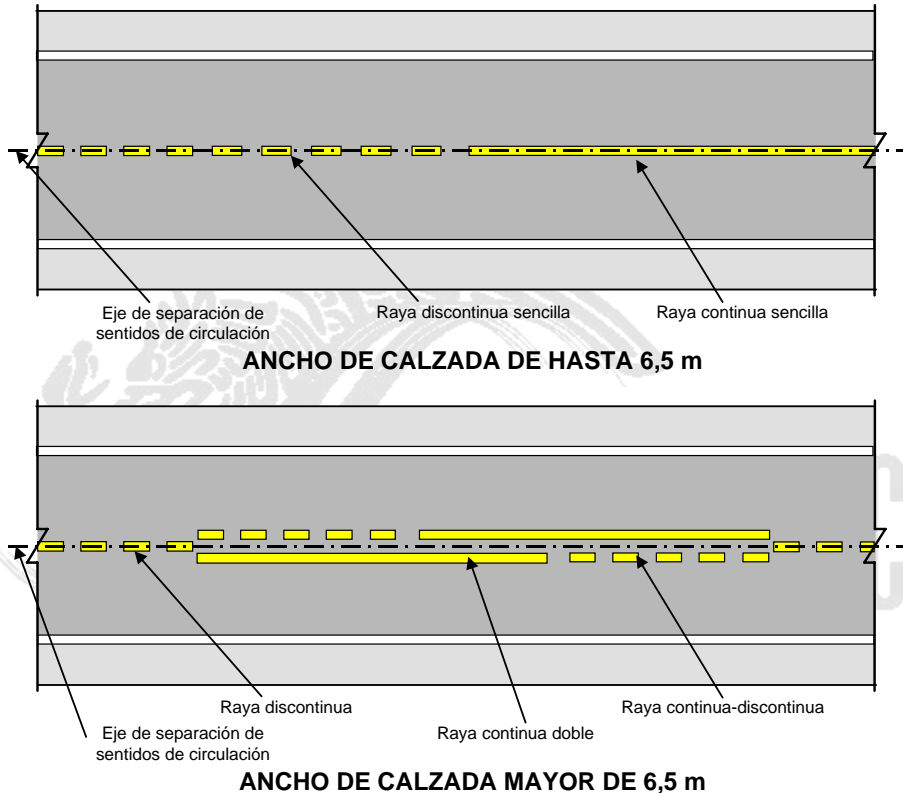 Eje de separación de
sentidos de circulación
Raya discontinua sencilla
Raya continua sencilla
ANCHO DE CALZADA DE HASTA 6,5 m
Raya discontinua
Raya continua-discontinua
Eje de separación de
sentidos de circulación
Raya continua doble
ANCHO DE CALZADA MAYOR DE 6,5 m